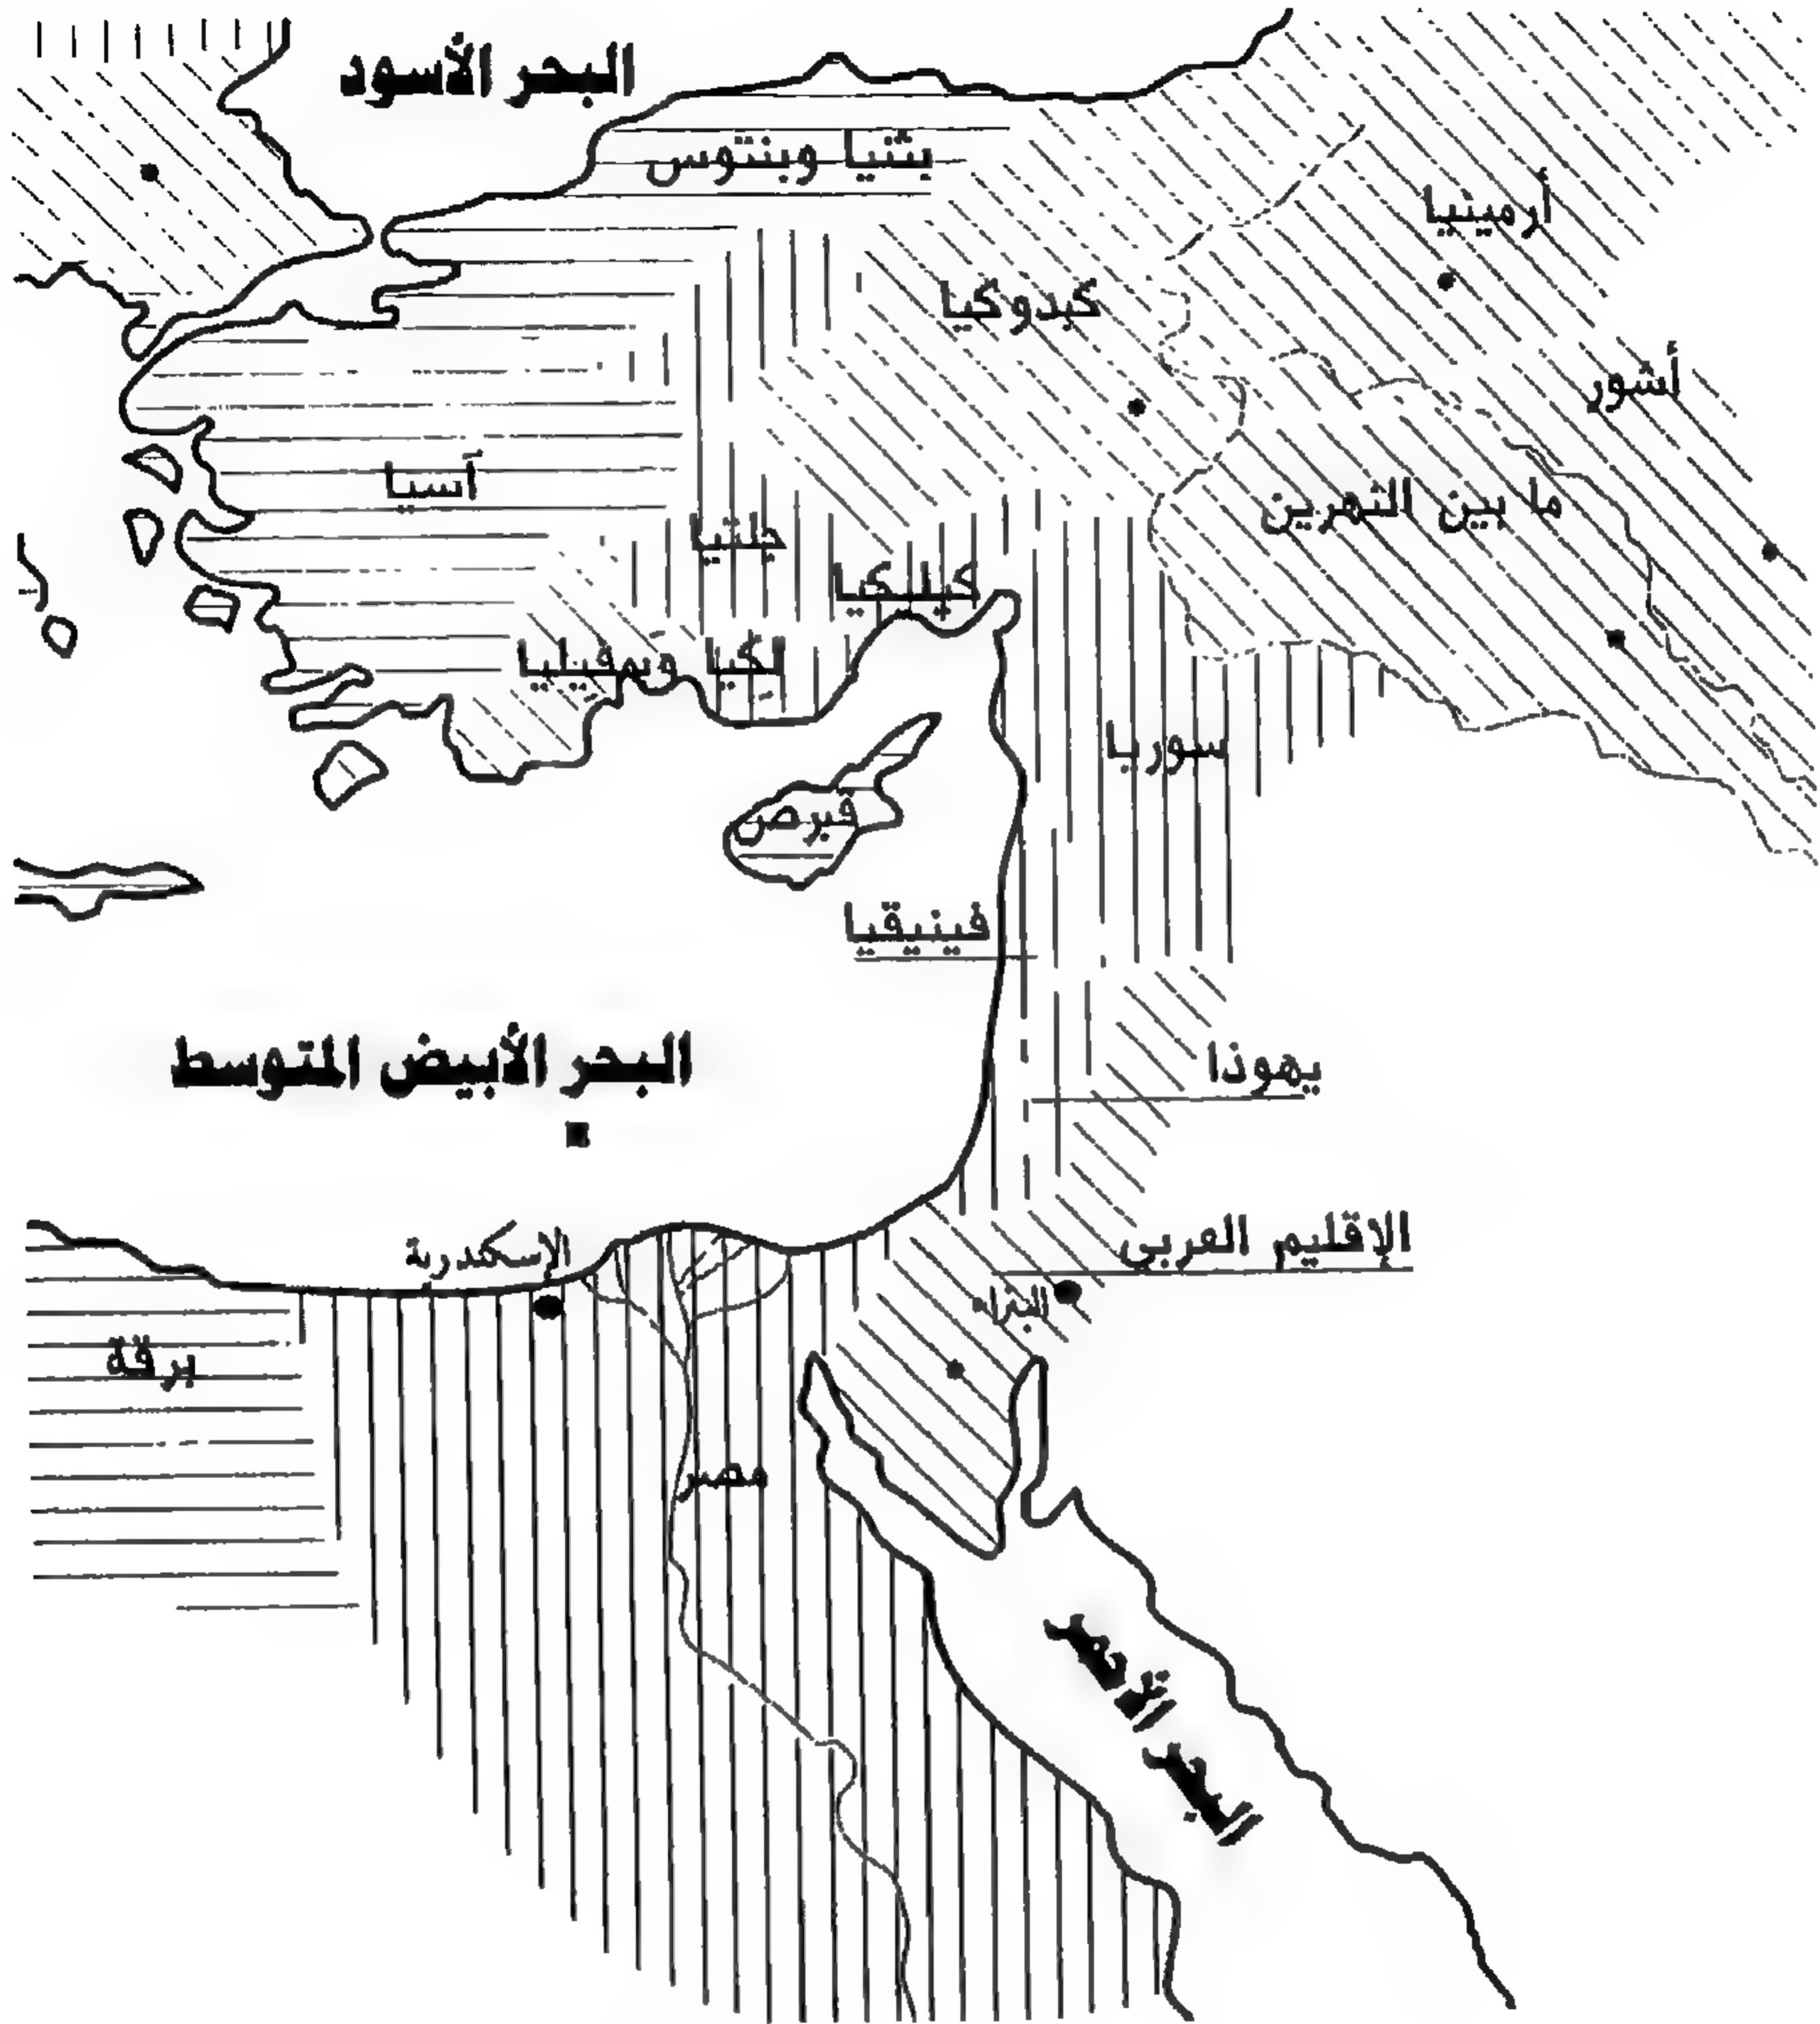 البحر الأسود
بثنيا وبنتوس
أرمينيا
كبدوكيا
أشور
آسيا
ما بين النهرين
جلتيا
كيليكيا
لكيا وبمفيليا
سوريا
قبرص
فينيقيا
البحر الأبيض المتوسط
يهوذا
الإسكندرية
الإقليم العربي
البتراء
برقة
مصر
البحر الأحمر